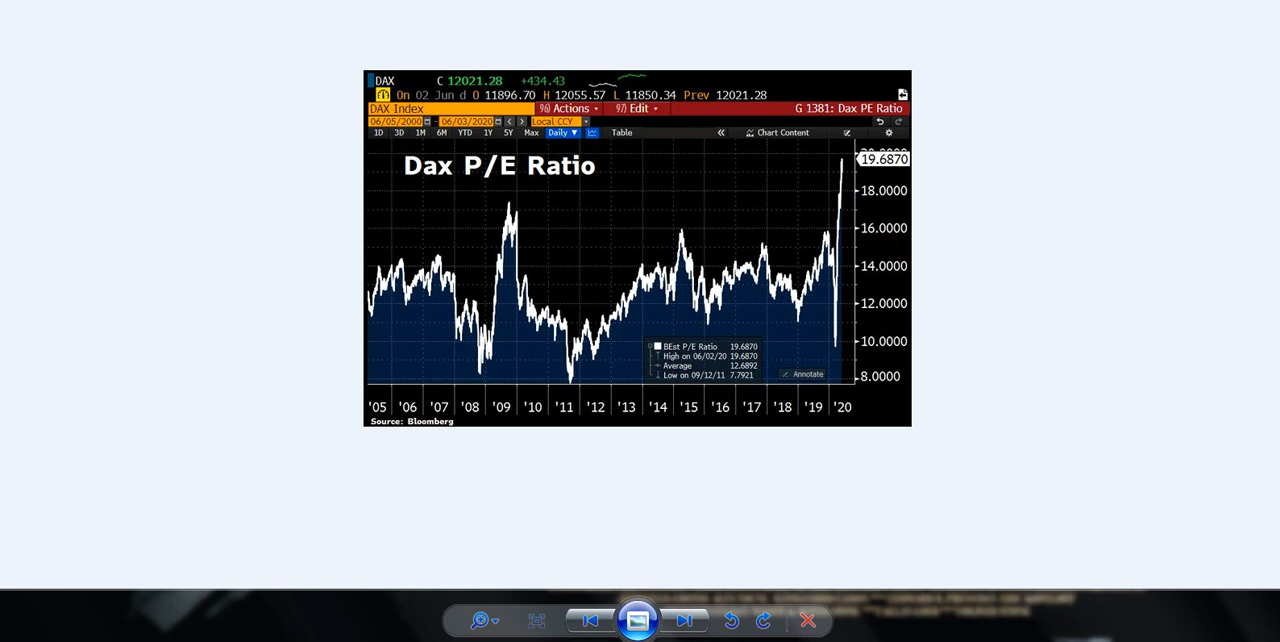 DAX C 12021.28 +434.43
On 02 Jun d O 11896.70 H 12055.57 L 11850.34 Prev 12021.28
DAX Index 96) Actions 97) Edit G 1381: Dax PE Ratio
06/05/2000 - 06/03/2020 Local CCY
1D 3D 1M 6M YTD 1Y 5Y Max Daily ▼ Table « Chart Content
Dax P/E Ratio
19.6870
18.0000
16.0000
14.0000
12.0000
10.0000
8.0000
BEst P/E Ratio 19.6870
High on 06/02/20 19.6870
Average 12.6892
Low on 09/12/11 7.7921
Annotate
'05 '06 '07 '08 '09 '10 '11 '12 '13 '14 '15 '16 '17 '18 '19 '20
Source: Bloomberg